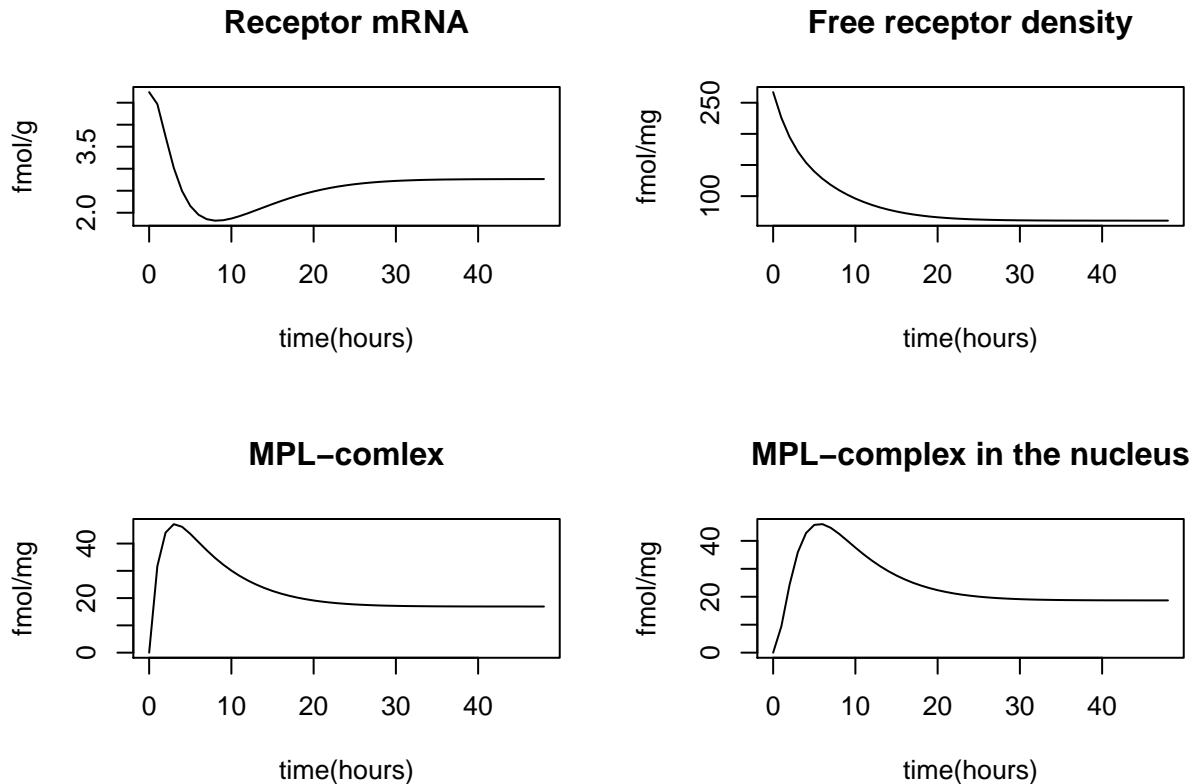 Receptor mRNA
fmol/g
2.0 3.5
0 10 20 30 40
time(hours)
Free receptor density
fmol/mg
100 250
0 10 20 30 40
time(hours)
MPL−comlex
fmol/mg
0 20 40
0 10 20 30 40
time(hours)
MPL−complex in the nucleus
fmol/mg
0 20 40
0 10 20 30 40
time(hours)